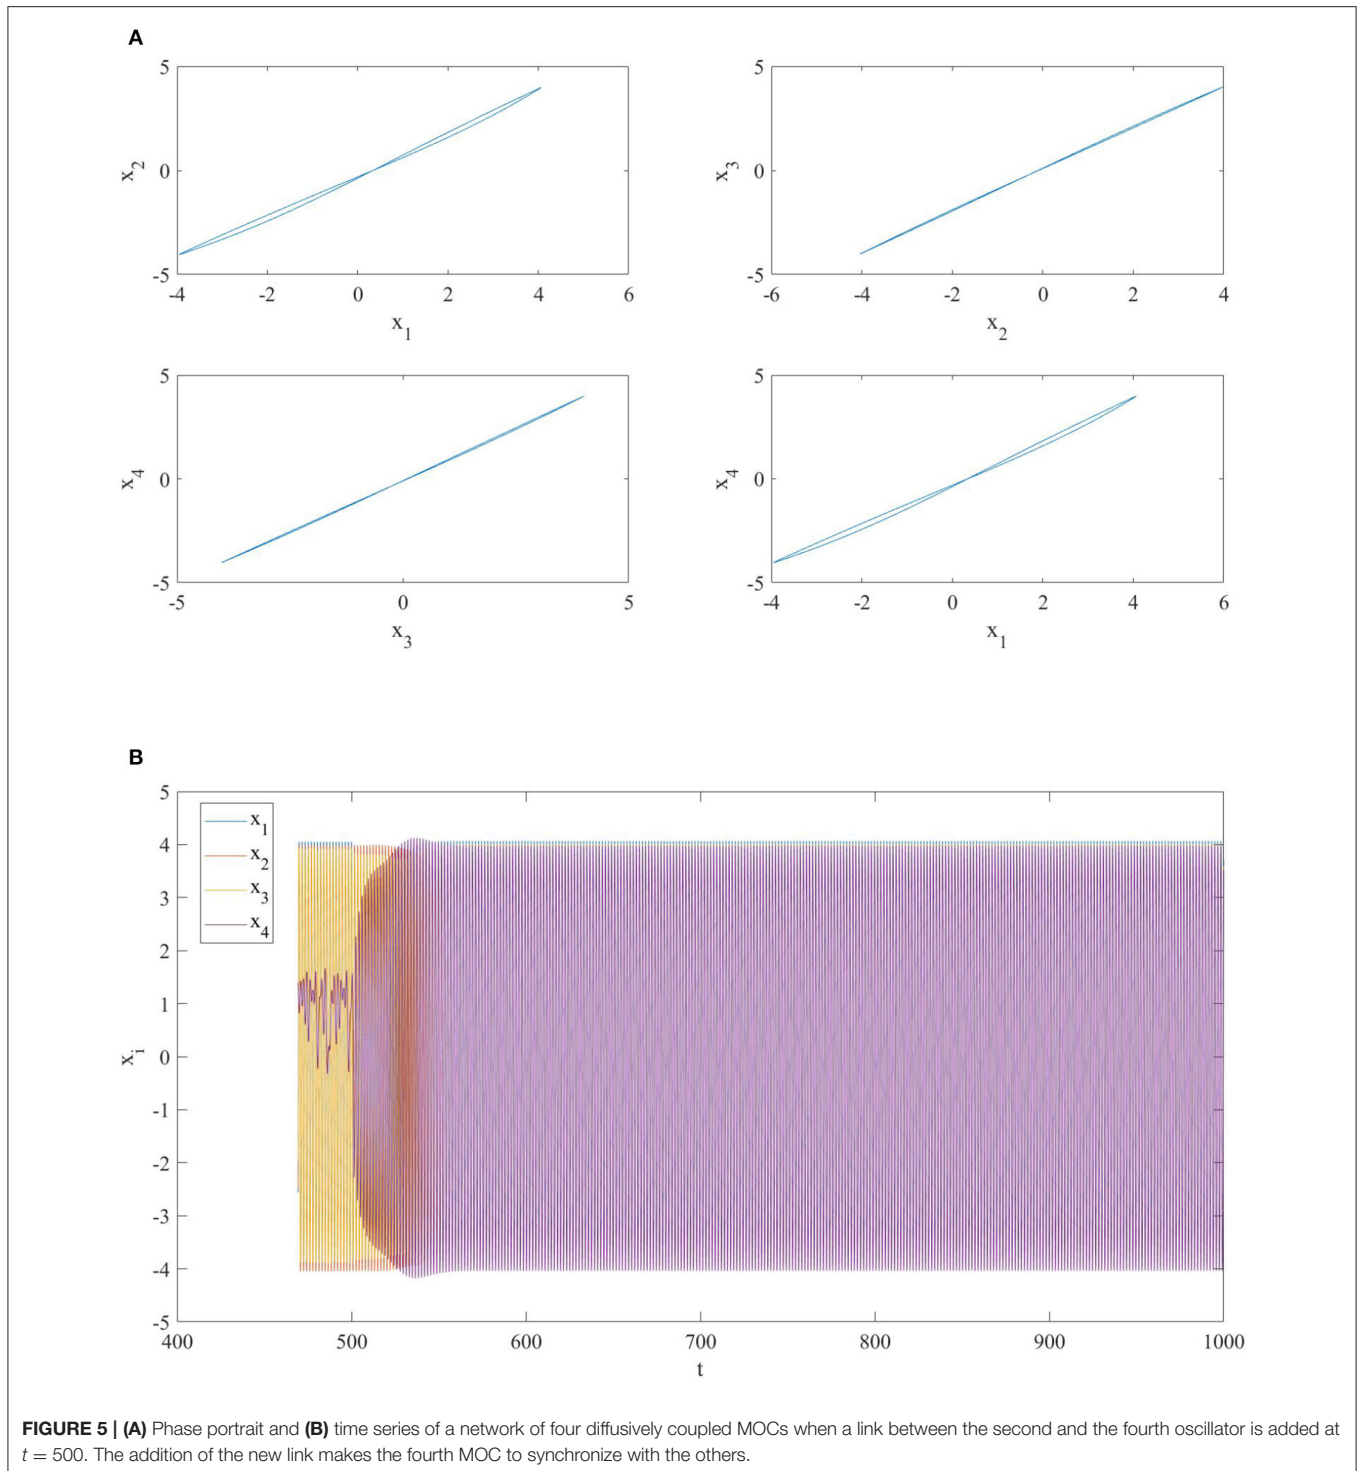 A
5
0
-5
x2
-4 -2 0 2 4 6
x1
5
0
-5
x3
-6 -4 -2 0 2 4
x2
5
0
-5
x4
-5 0 5
x3
5
0
-5
x4
-4 -2 0 2 4 6
x1
B
5
4
3
2
1
0
-1
-2
-3
-4
-5
xi
x1
x2
x3
x4
400 500 600 700 800 900 1000
t
FIGURE 5 | (A) Phase portrait and (B) time series of a network of four diffusively coupled MOCs when a link between the second and the fourth oscillator is added at
t = 500. The addition of the new link makes the fourth MOC to synchronize with the others.